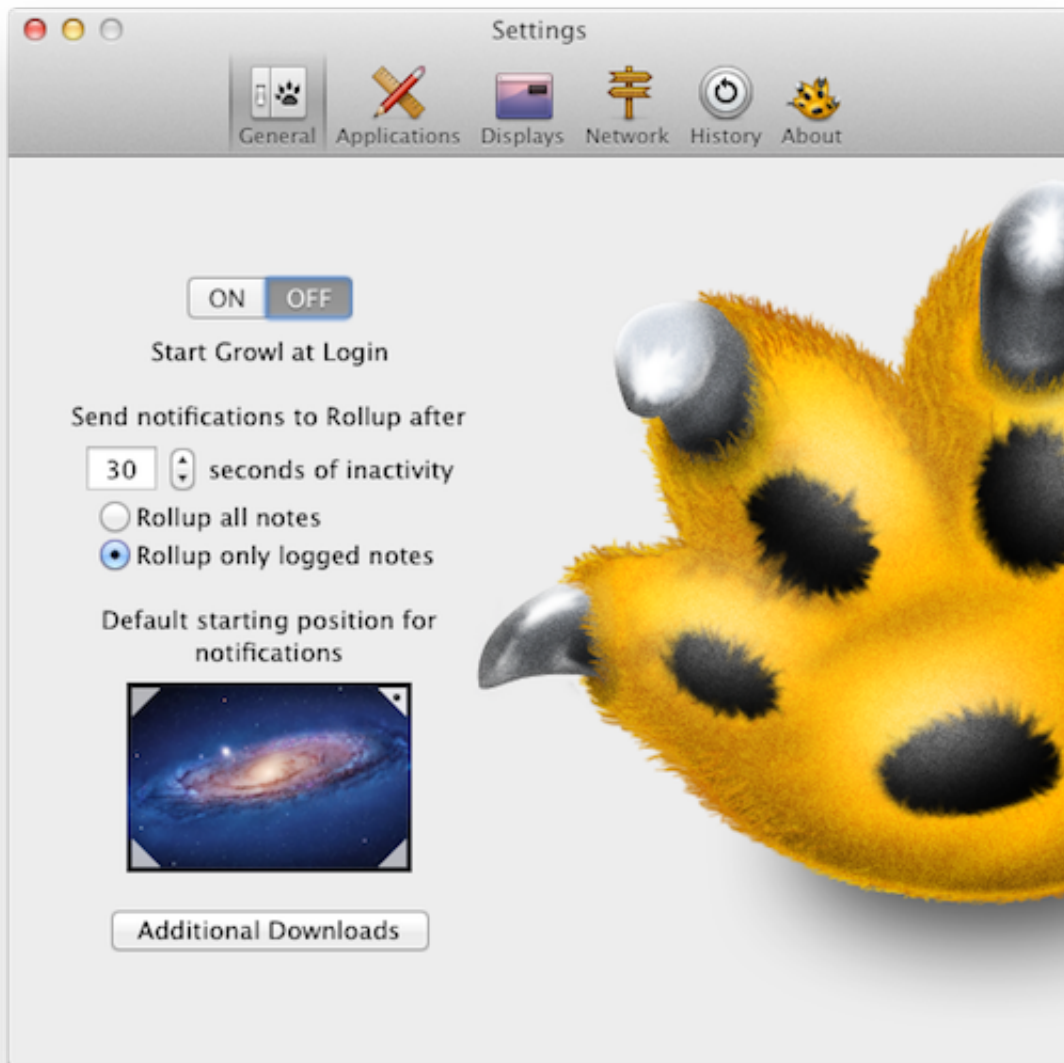 Settings
General Applications Displays Network History About
ON OFF
Start Growl at Login
Send notifications to Rollup after
30 seconds of inactivity
Rollup all notes
Rollup only logged notes
Default starting position for
notifications
Additional Downloads